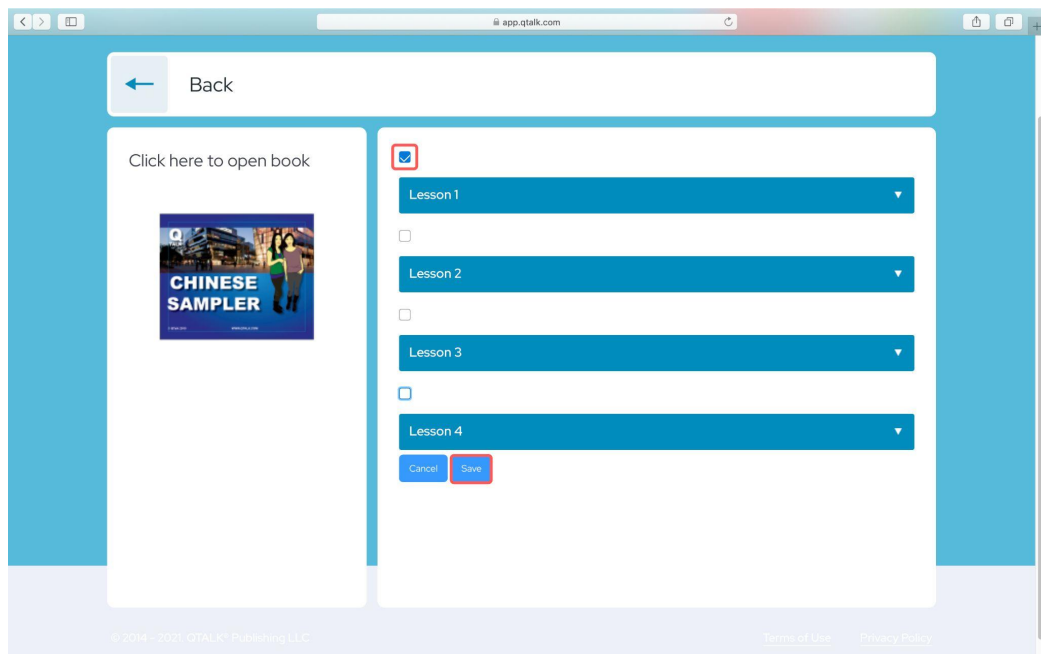 app.qtalk.com
Back
Click here to open book
Q
CHINESE
SAMPLER
Lesson 1
Lesson 2
Lesson 3
Lesson 4
Cancel Save
© 2014 - 2021. QTALK® Publishing LLC
Terms of Use Privacy Policy